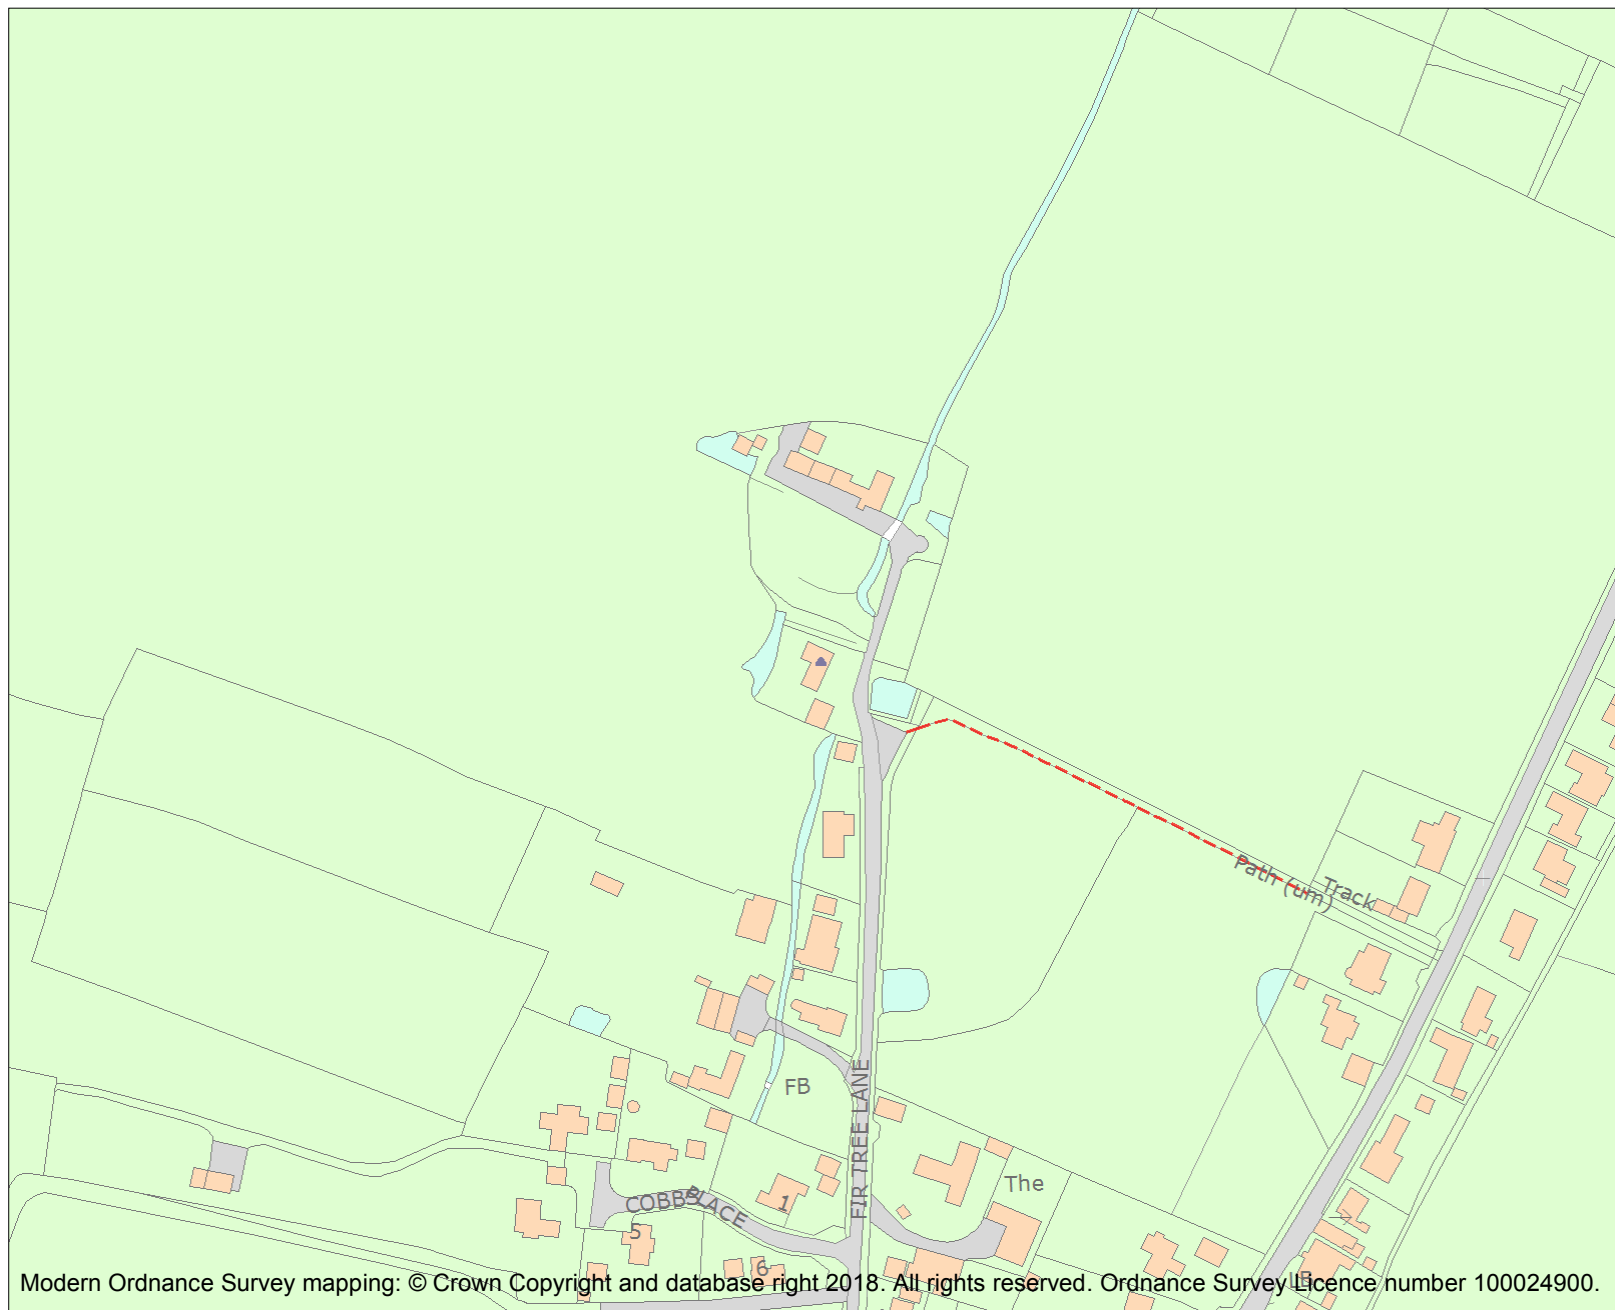 Path (um)
Track
FB
FIR TREE LANE
The
COBBS PLACE
1
5
6
LB
Modern Ordnance Survey mapping: © Crown Copyright and database right 2018. All rights reserved. Ordnance Survey Licence number 100024900.